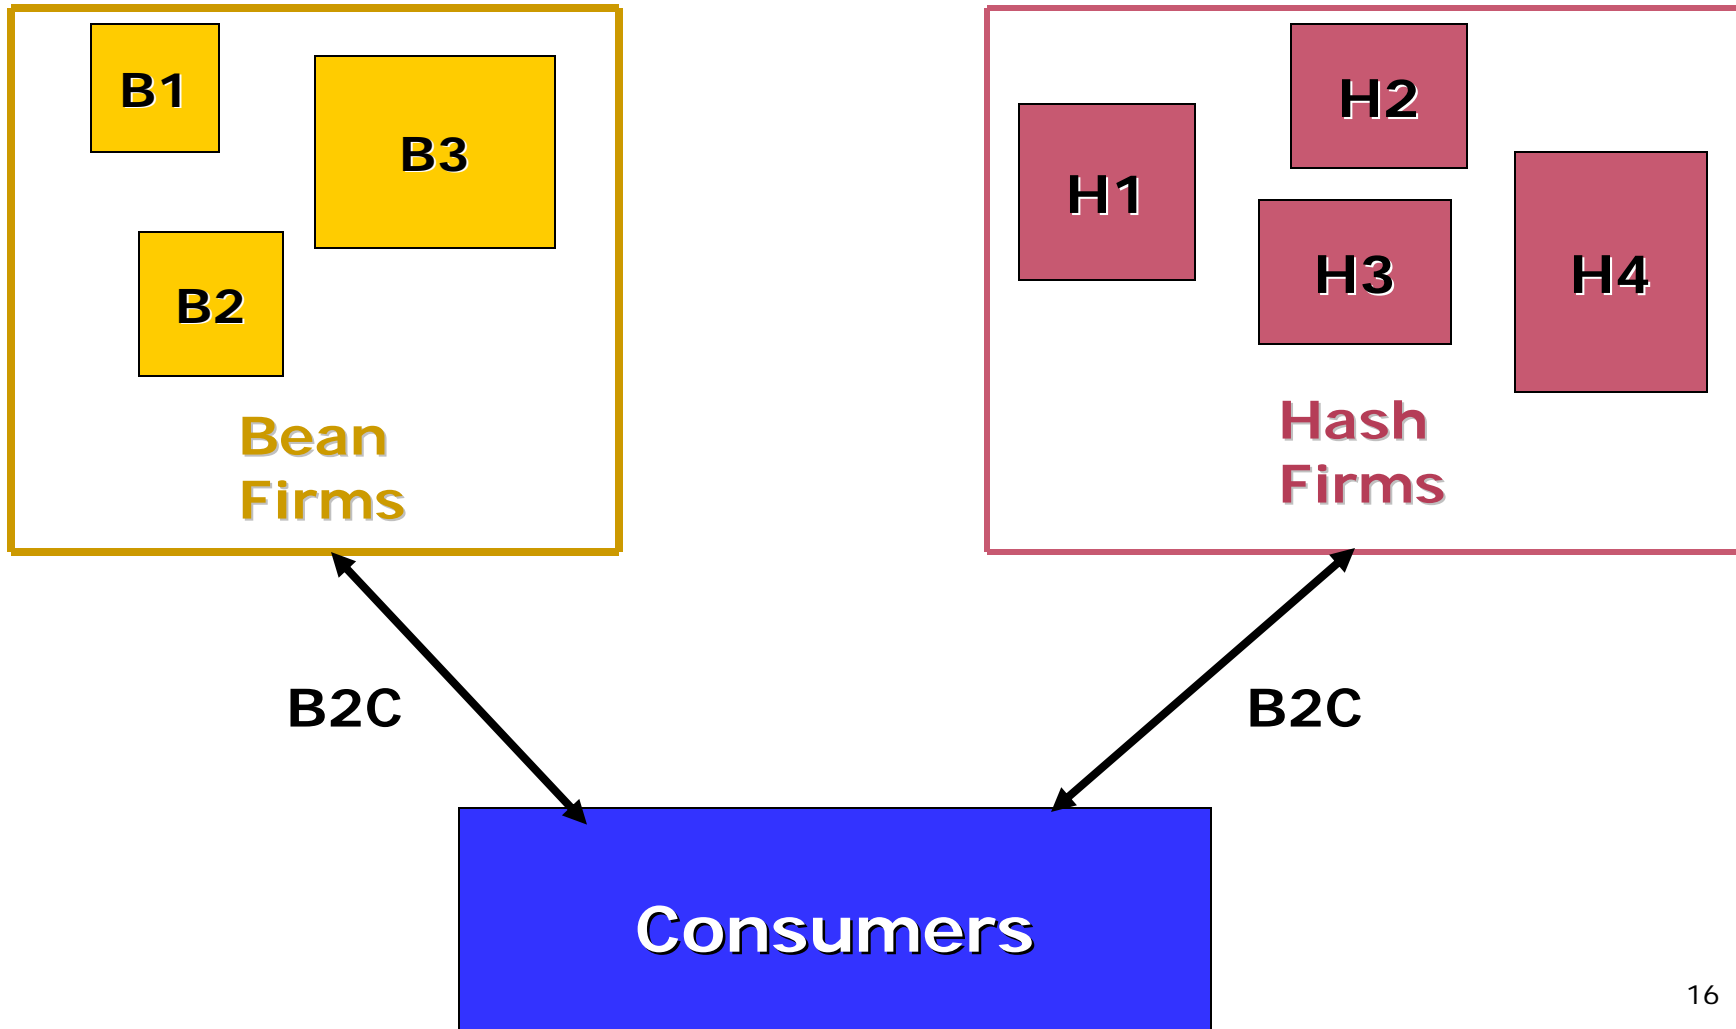 B1
B3
B2
Bean
Firms
H2
H1
H3
H4
Hash
Firms
B2C
B2C
Consumers
16